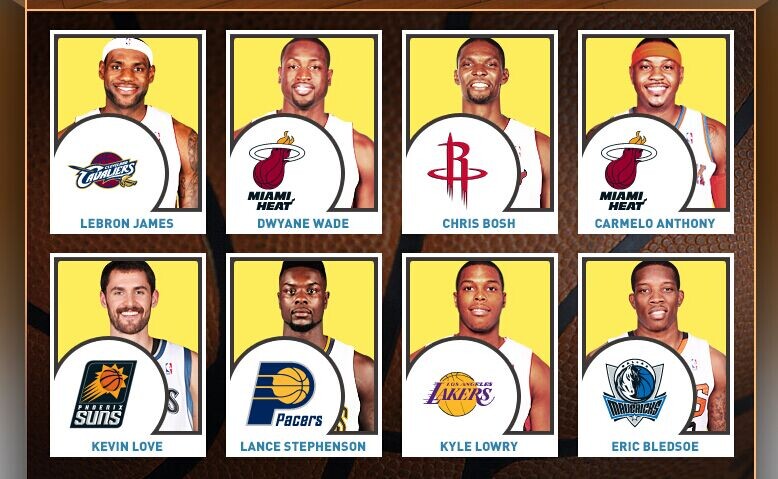 CLEVELAND
CAVALIERS
MIAMI
HEAT
R
MIAMI
HEAT
LEBRON JAMES
DWYANE WADE
CHRIS BOSH
CARMELO ANTHONY
PHOENIX
SUNS
Pacers
LOS ANGELES
LAKERS
DALLAS
MAVERICKS
KEVIN LOVE
LANCE STEPHENSON
KYLE LOWRY
ERIC BLEDSOE